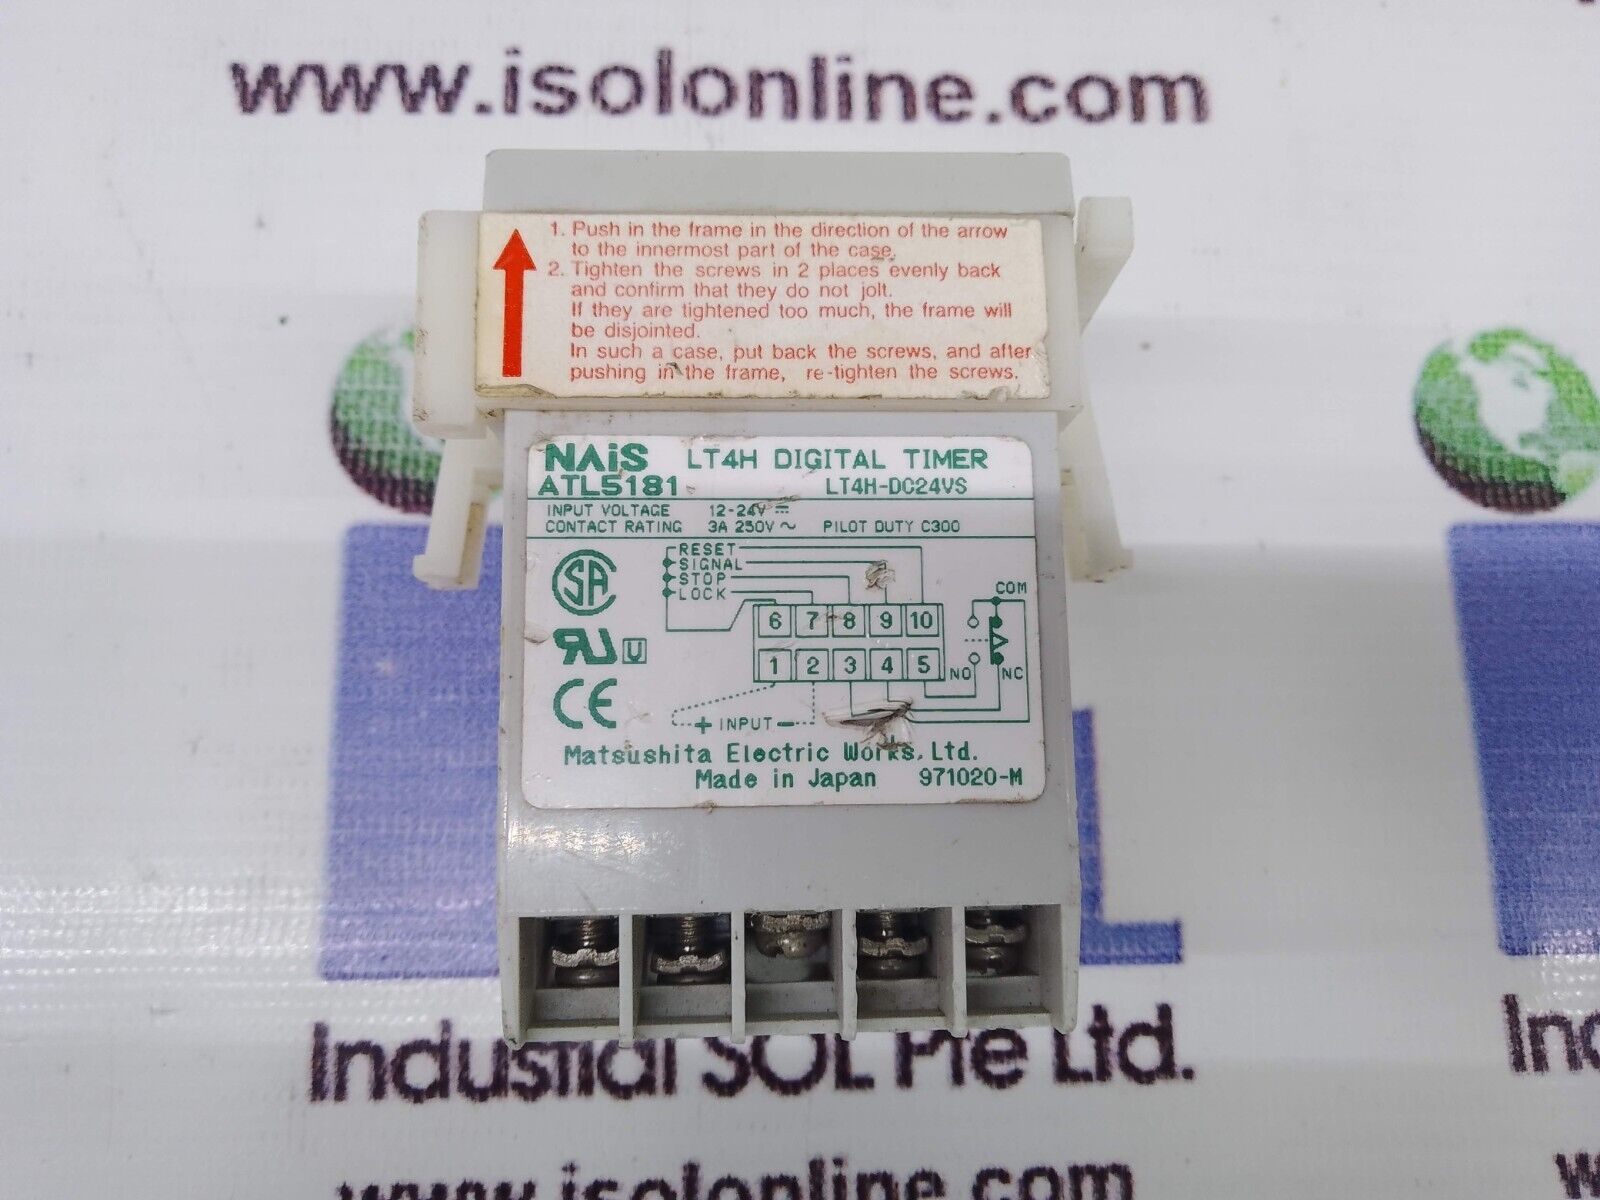 www.isolonline.com
1. Push in the frame in the direction of the arrow
to the innermost part of the case.
2. Tighten the screws in 2 places evenly back
and confirm that they do not jolt.
If they are tightened too much, the frame will
be disjointed.
In such a case, put back the screws, and after
pushing in the frame, re-tighten the screws.
NAiS LT4H DIGITAL TIMER
ATL5181 LT4H-DC24VS
INPUT VOLTAGE 12-24V ⎓
CONTACT RATING 3A 250V ~ PILOT DUTY C300
RESET
SIGNAL
STOP
LOCK
COM
6 7 8 9 10
1 2 3 4 5
NO NC
+ INPUT -
Matsushita Electric Works, Ltd.
Made in Japan 971020-M
Industrial SOL Pte Ltd.
In
www.isolonline.com
w